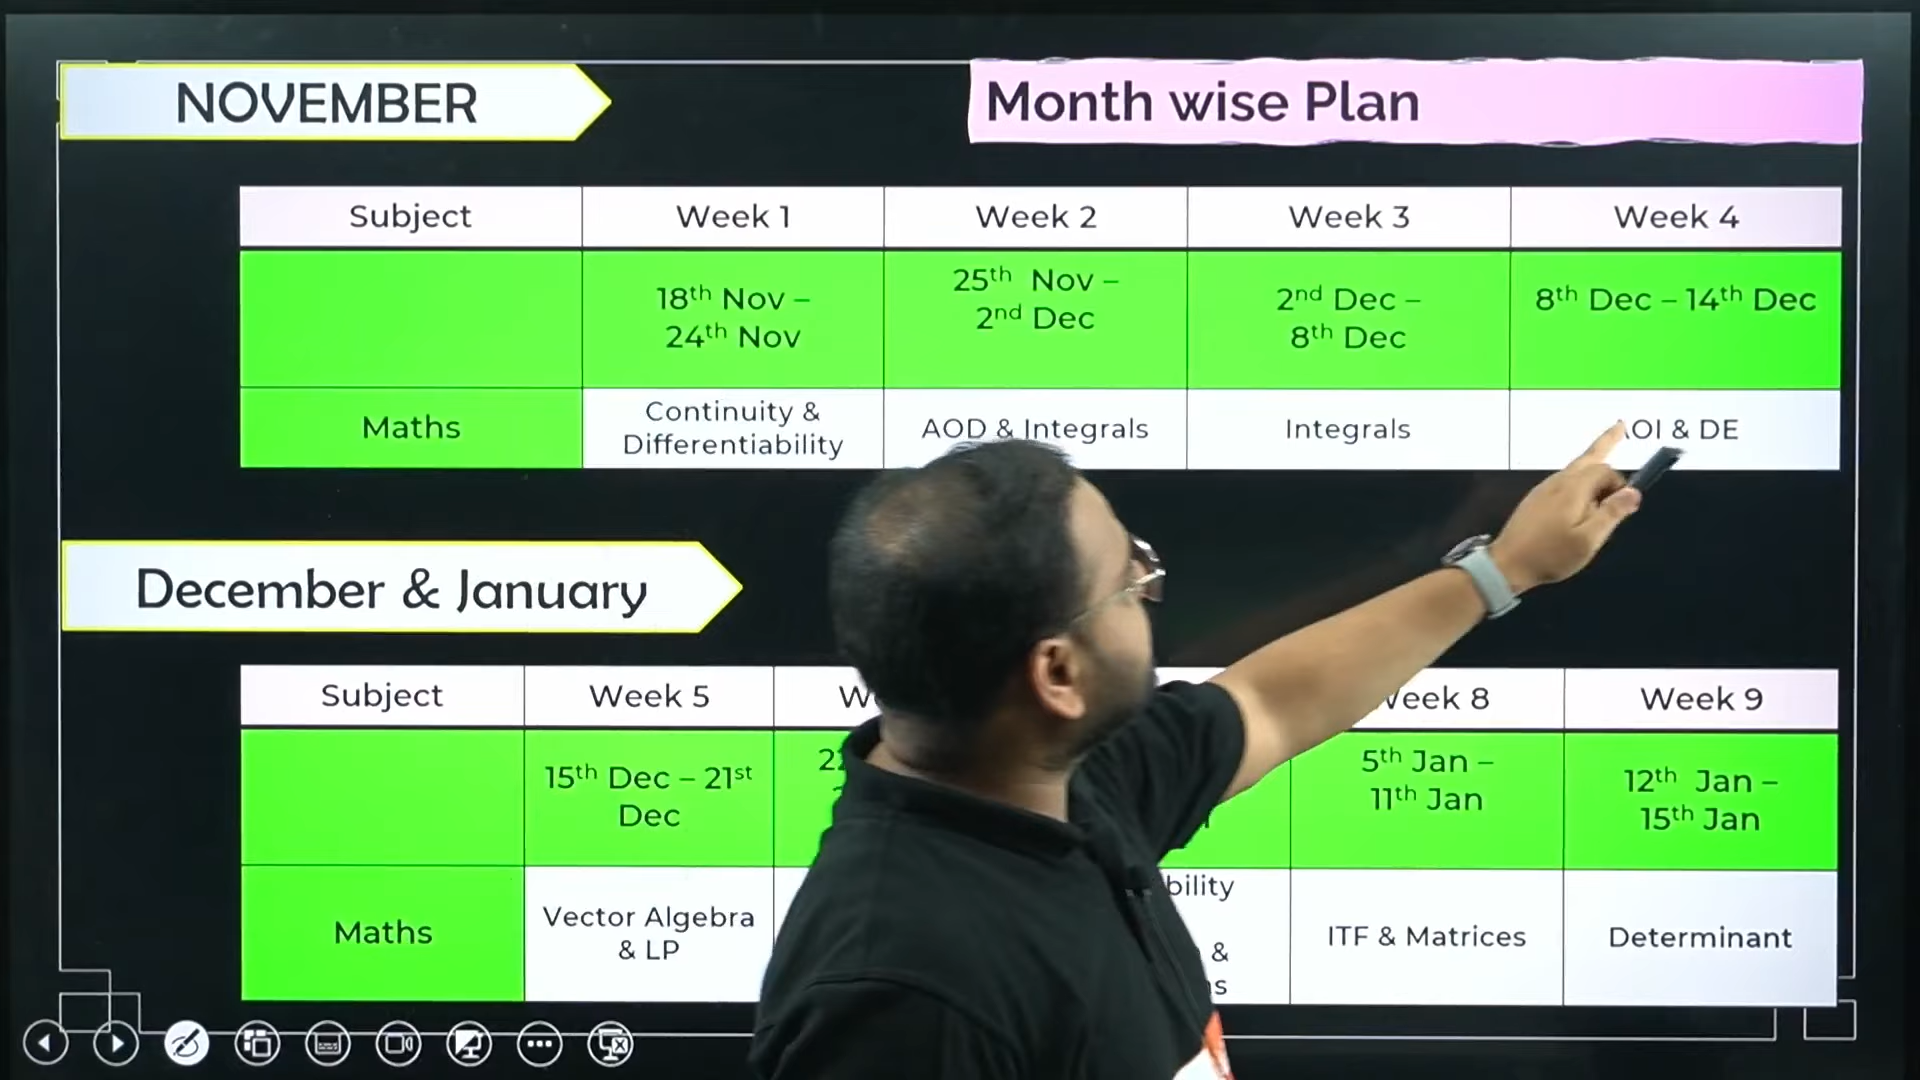 NOVEMBER
Month wise Plan
Subject
Week 1
Week 2
Week 3
Week 4
18th Nov –
24th Nov
25th Nov –
2nd Dec
2nd Dec –
8th Dec
8th Dec – 14th Dec
Maths
Continuity &
Differentiability
AOD & Integrals
Integrals
AOI & DE
December & January
Subject
Week 5
Week 8
Week 9
15th Dec – 21st
Dec
5th Jan –
11th Jan
12th Jan –
15th Jan
Maths
Vector Algebra
& LP
bility
&
ITF & Matrices
Determinant